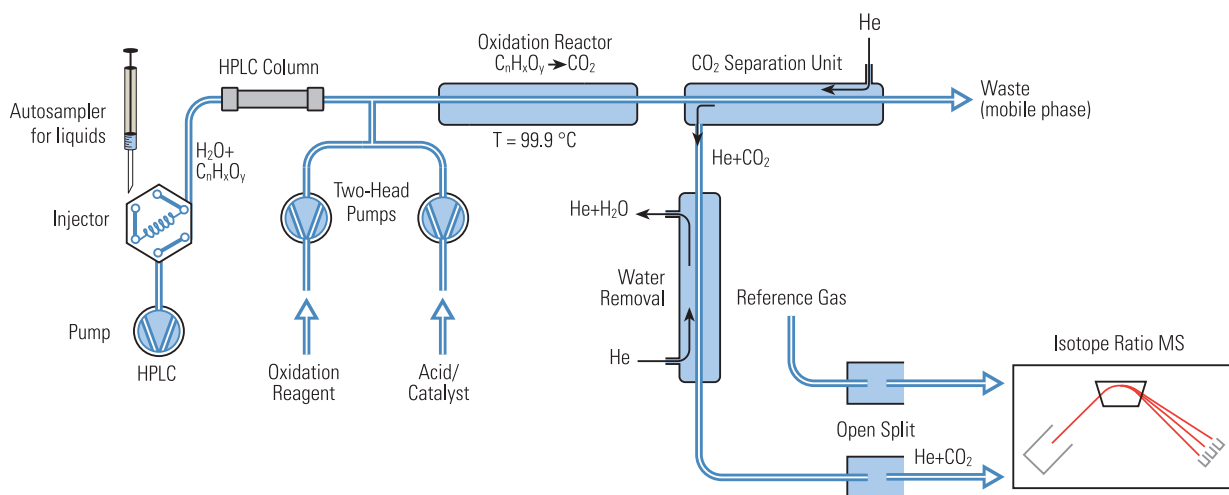 He
Oxidation Reactor
CₙHₓOᵧ→CO₂
HPLC Column
CO₂ Separation Unit
Autosampler
for liquids
Waste
(mobile phase)
T = 99.9 °C
H₂O+
CₙHₓOᵧ
He+CO₂
Two-Head
Pumps
Injector
He+H₂O
Water
Removal
Reference Gas
Pump
HPLC
He
Isotope Ratio MS
Oxidation
Reagent
Acid/
Catalyst
Open Split
He+CO₂